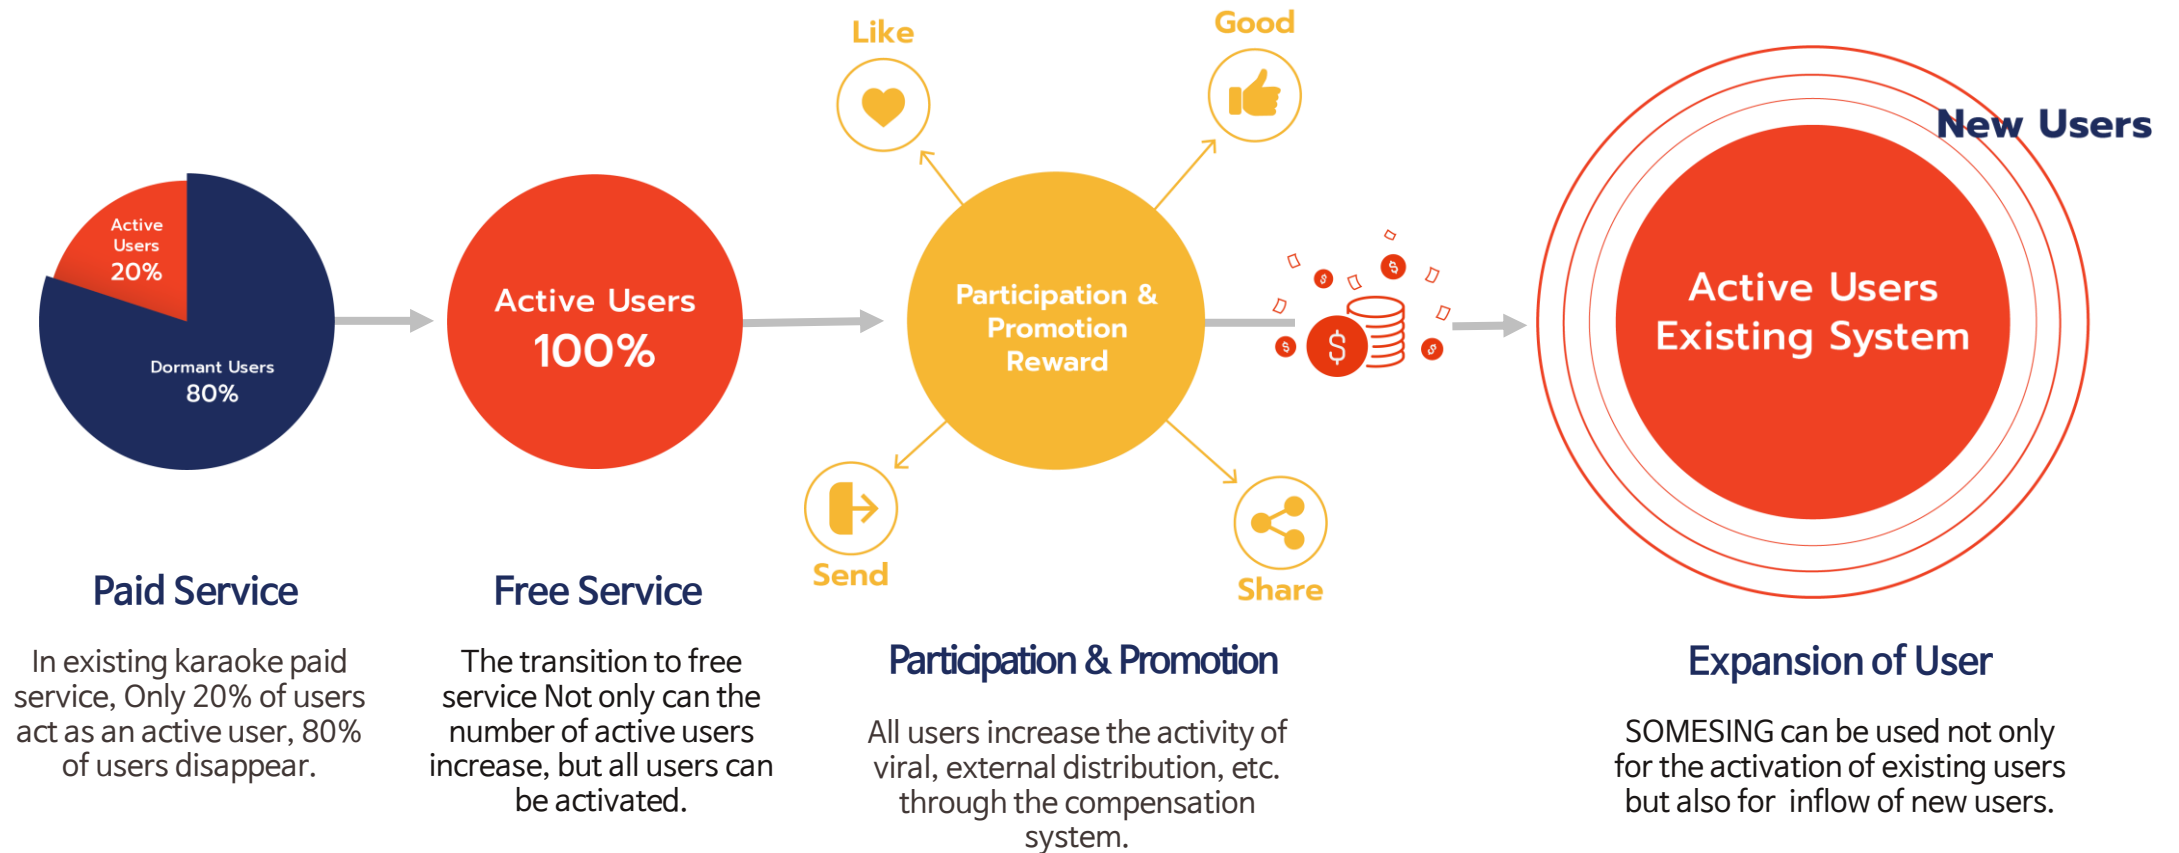 Active
Users
20%
Dormant Users
80%
Paid Service
In existing karaoke paid
service, Only 20% of users
act as an active user, 80%
of users disappear.
Active Users
100%
Free Service
The transition to free
service Not only can the
number of active users
increase, but all users can
be activated.
Like
Good
Participation &
Promotion
Reward
Send
Share
Participation & Promotion
All users increase the activity of
viral, external distribution, etc.
through the compensation
system.
$
$
$
$
$
New Users
Active Users
Existing System
Expansion of User
SOMESING can be used not only
for the activation of existing users
but also for inflow of new users.